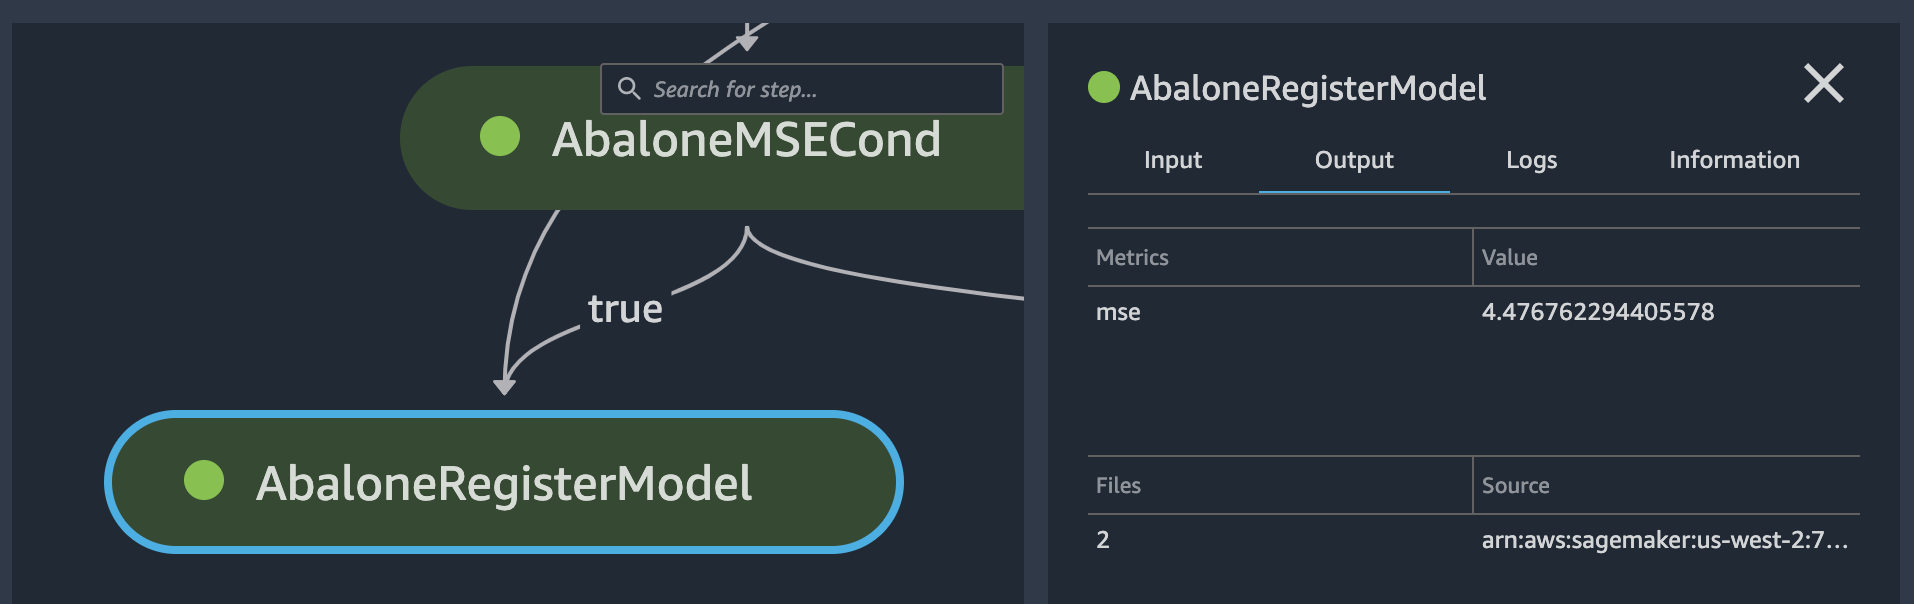 Search for step...
AbaloneMSECond
true
AbaloneRegisterModel
AbaloneRegisterModel
Input Output Logs Information
Metrics Value
mse 4.476762294405578
Files Source
2 arn:aws:sagemaker:us-west-2:7...